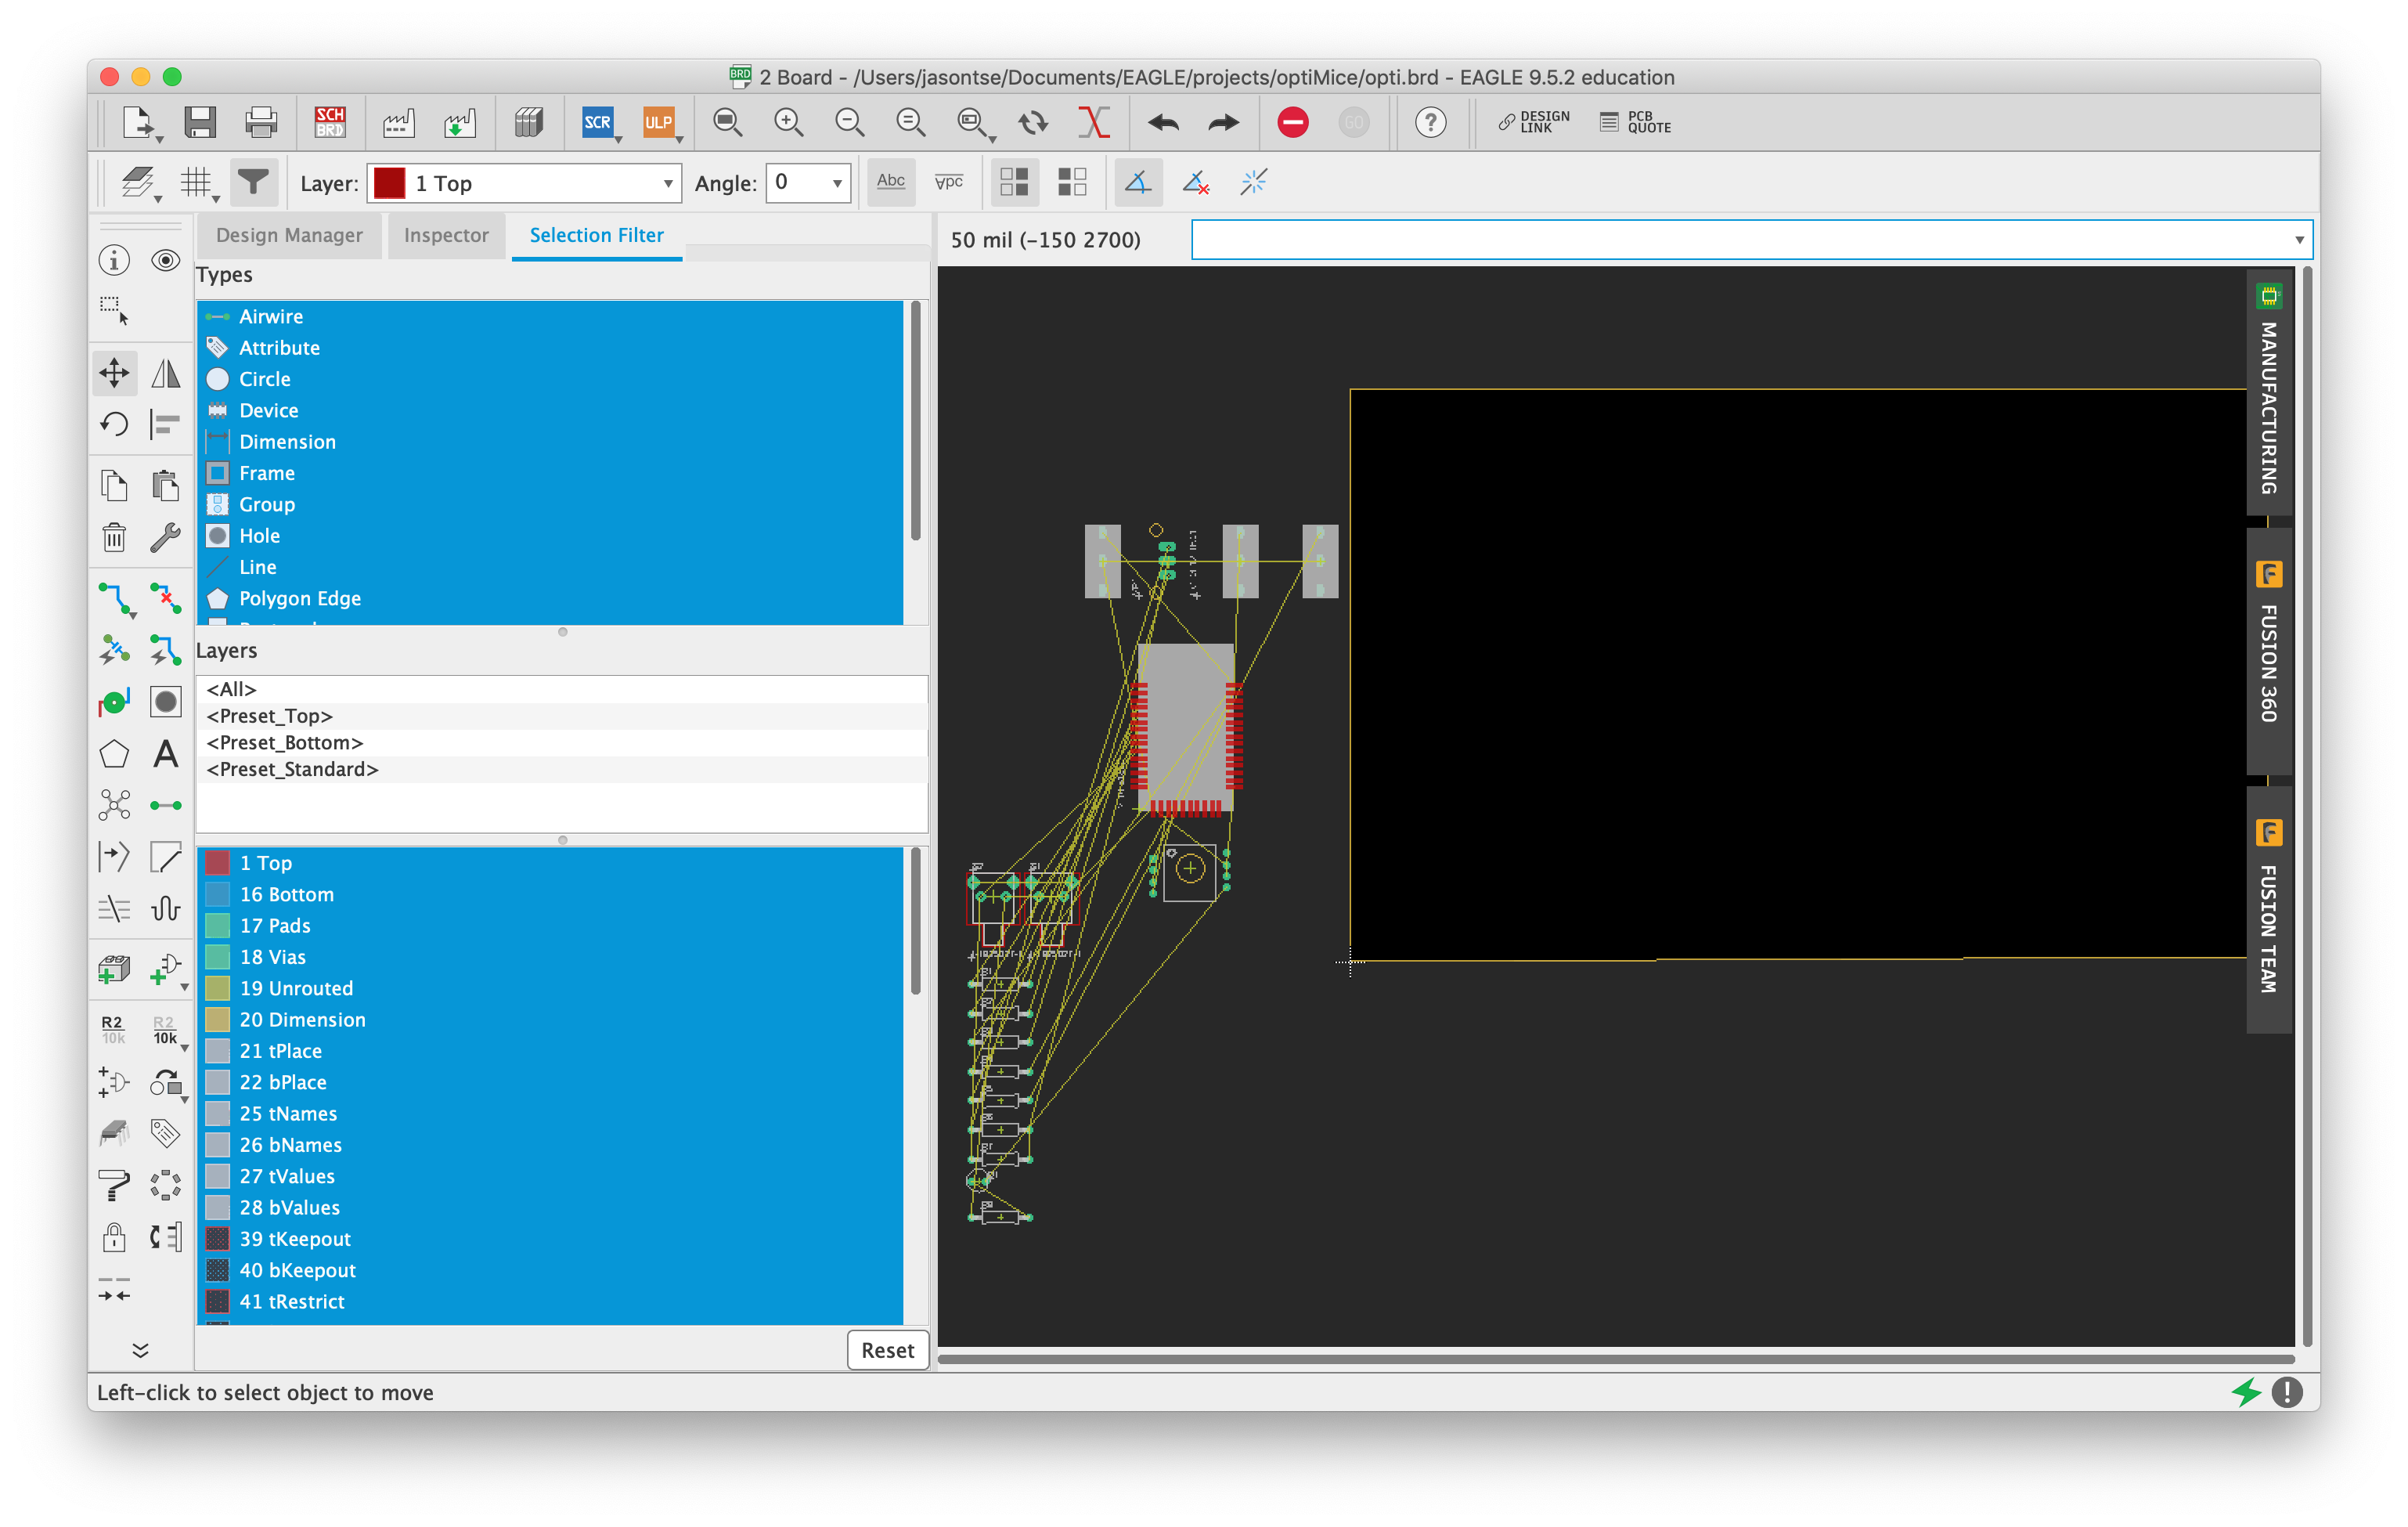 2 Board - /Users/jasontse/Documents/EAGLE/projects/optiMice/opti.brd - EAGLE 9.5.2 education
SCH
BRD
SCR
ULP
GO
?
DESIGN
LINK
PCB
QUOTE
Layer:
1 Top
Angle:
0
Abc
Abc
Design Manager
Inspector
Selection Filter
50 mil (-150 2700)
Types
Airwire
Attribute
Circle
Device
Dimension
Frame
Group
Hole
Line
Polygon Edge
Layers
<All>
<Preset_Top>
<Preset_Bottom>
<Preset_Standard>
1 Top
16 Bottom
17 Pads
18 Vias
19 Unrouted
20 Dimension
21 tPlace
22 bPlace
25 tNames
26 bNames
27 tValues
28 bValues
39 tKeepout
40 bKeepout
41 tRestrict
Reset
R2
10k
R2
10k
MANUFACTURING
FUSION 360
FUSION TEAM
Left-click to select object to move